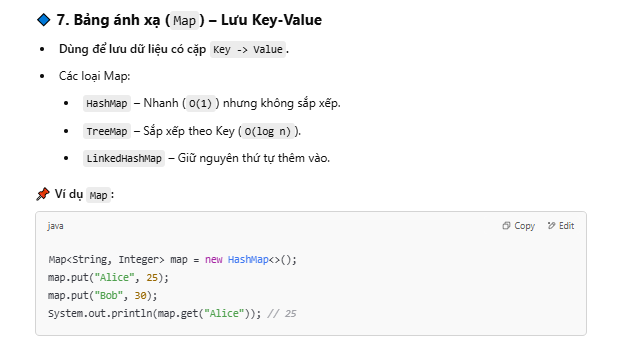 🔷 7. Bảng ánh xạ (Map) – Lưu Key-Value
• Dùng để lưu dữ liệu có cặp Key -> Value.
• Các loại Map:
• HashMap – Nhanh (O(1)) nhưng không sắp xếp.
• TreeMap – Sắp xếp theo Key (O(log n)).
• LinkedHashMap – Giữ nguyên thứ tự thêm vào.
📌 Ví dụ Map:
java Copy Edit
Map<String, Integer> map = new HashMap<>();
map.put("Alice", 25);
map.put("Bob", 30);
System.out.println(map.get("Alice")); // 25